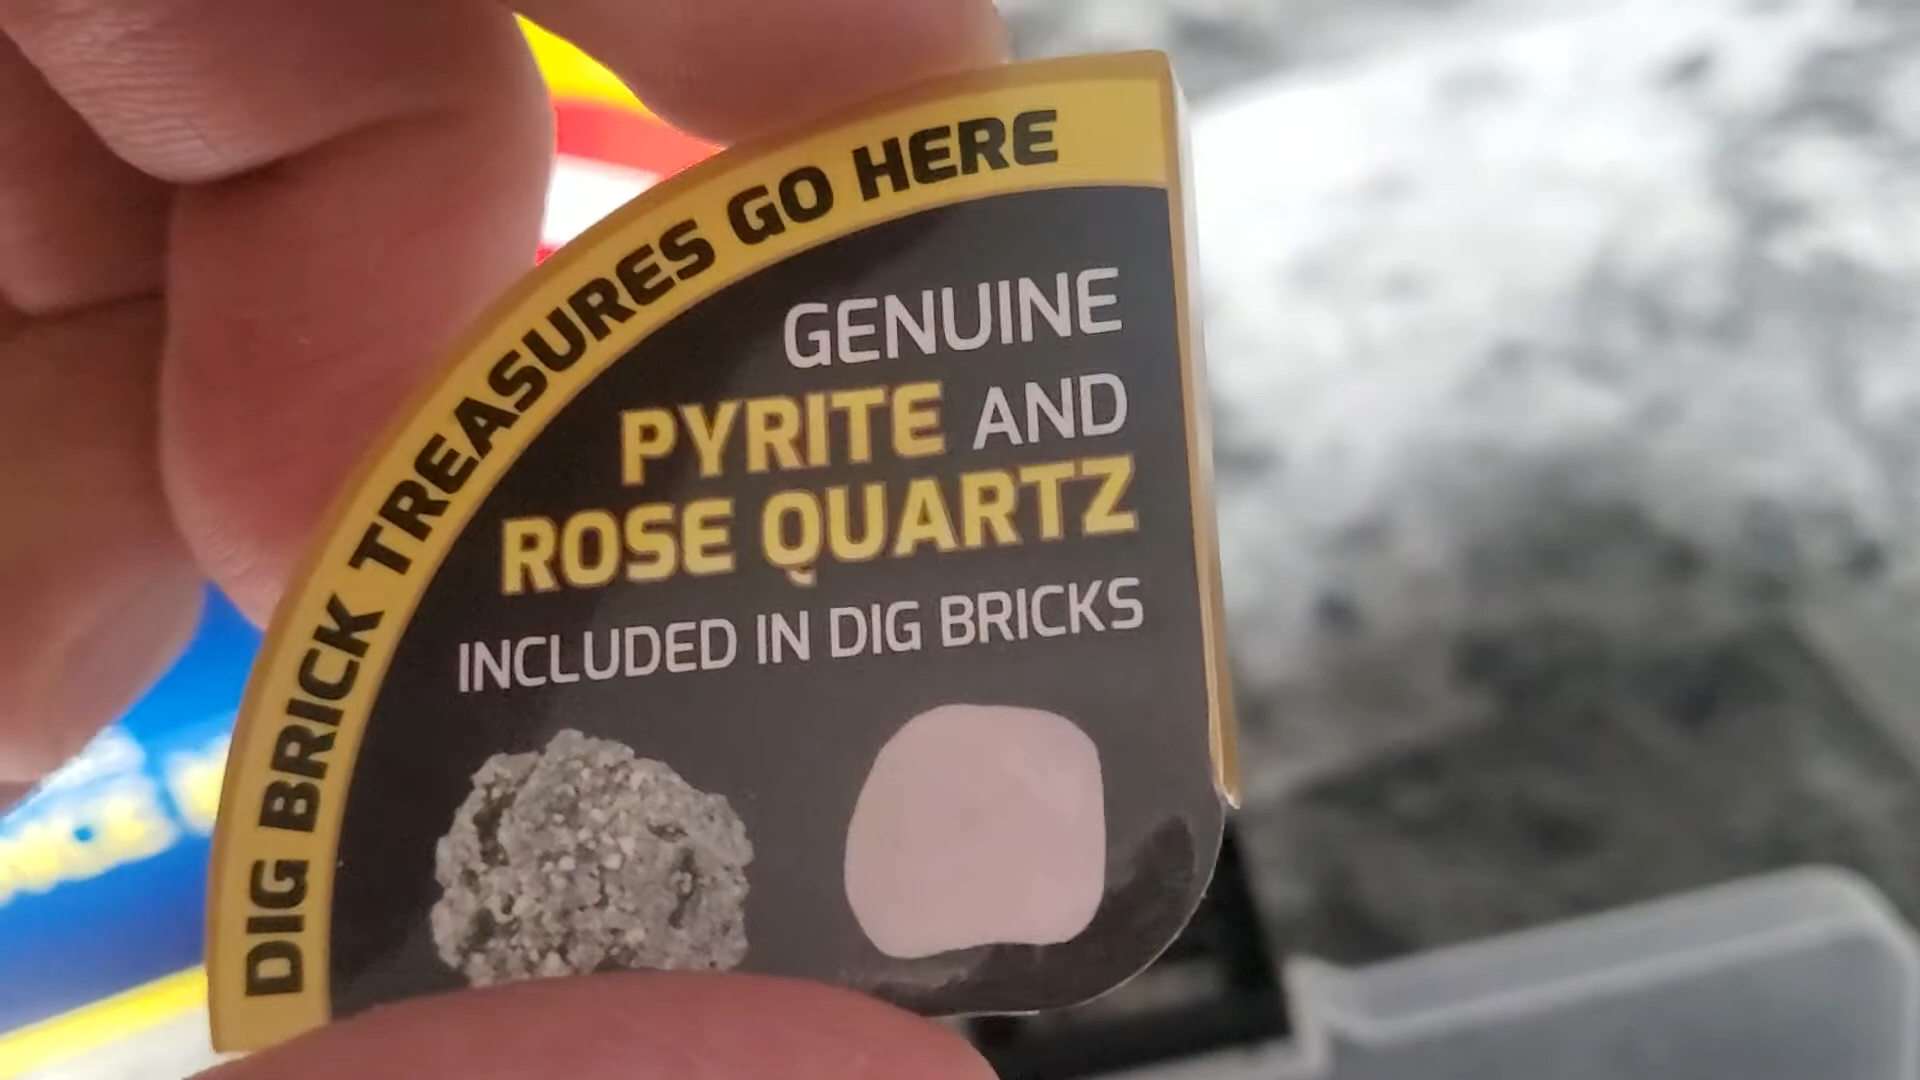 DIG BRICK TREASURES GO HERE
GENUINE
PYRITE AND
ROSE QUARTZ
INCLUDED IN DIG BRICKS